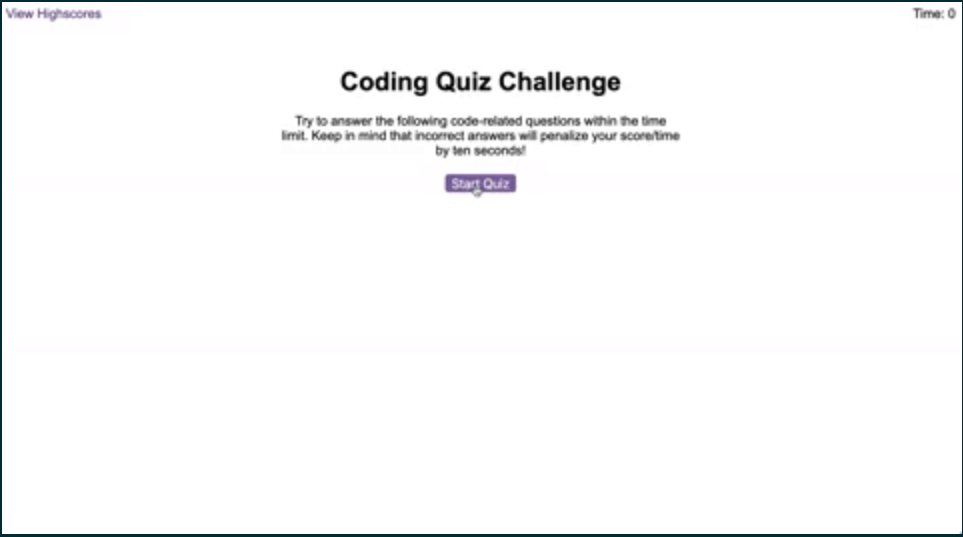 View Highscores
Time: 0
Coding Quiz Challenge
Try to answer the following code-related questions within the time
limit. Keep in mind that incorrect answers will penalize your score/time
by ten seconds!
Start Quiz